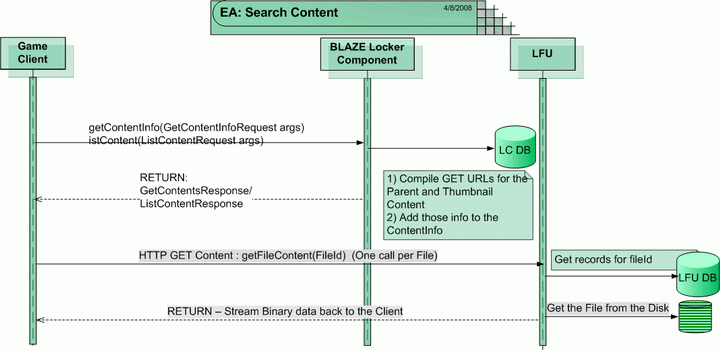 EA: Search Content
4/8/2008
Game
Client
BLAZE Locker
Component
LFU
getContentInfo(GetContentInfoRequest args)
istContent(ListContentRequest args)
LC DB
RETURN:
GetContentsResponse/
ListContentResponse
1) Compile GET URLs for the
Parent and Thumbnail
Content
2) Add those info to the
ContentInfo
HTTP GET Content : getFileContent(FileId) (One call per File)
Get records for fileId
LFU DB
RETURN – Stream Binary data back to the Client
Get the File from the Disk